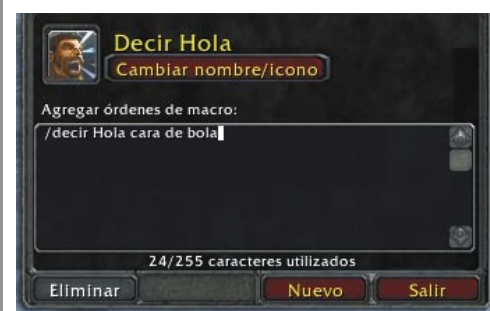 Decir Hola
Cambiar nombre/icono
Agregar órdenes de macro:
/decir Hola cara de bola
24/255 caracteres utilizados
Eliminar
Nuevo
Salir